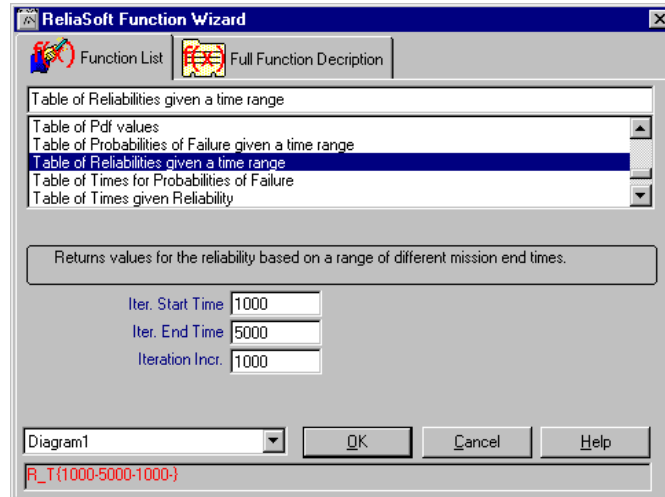 ReliaSoft Function Wizard
f(x) Function List f(x) Full Function Decription
Table of Reliabilities given a time range
Table of Pdf values
Table of Probabilities of Failure given a time range
Table of Reliabilities given a time range
Table of Times for Probabilities of Failure
Table of Times given Reliability
Returns values for the reliability based on a range of different mission end times.
Iter. Start Time 1000
Iter. End Time 5000
Iteration Incr. 1000
Diagram1 OK Cancel Help
R_T{1000-5000-1000-}